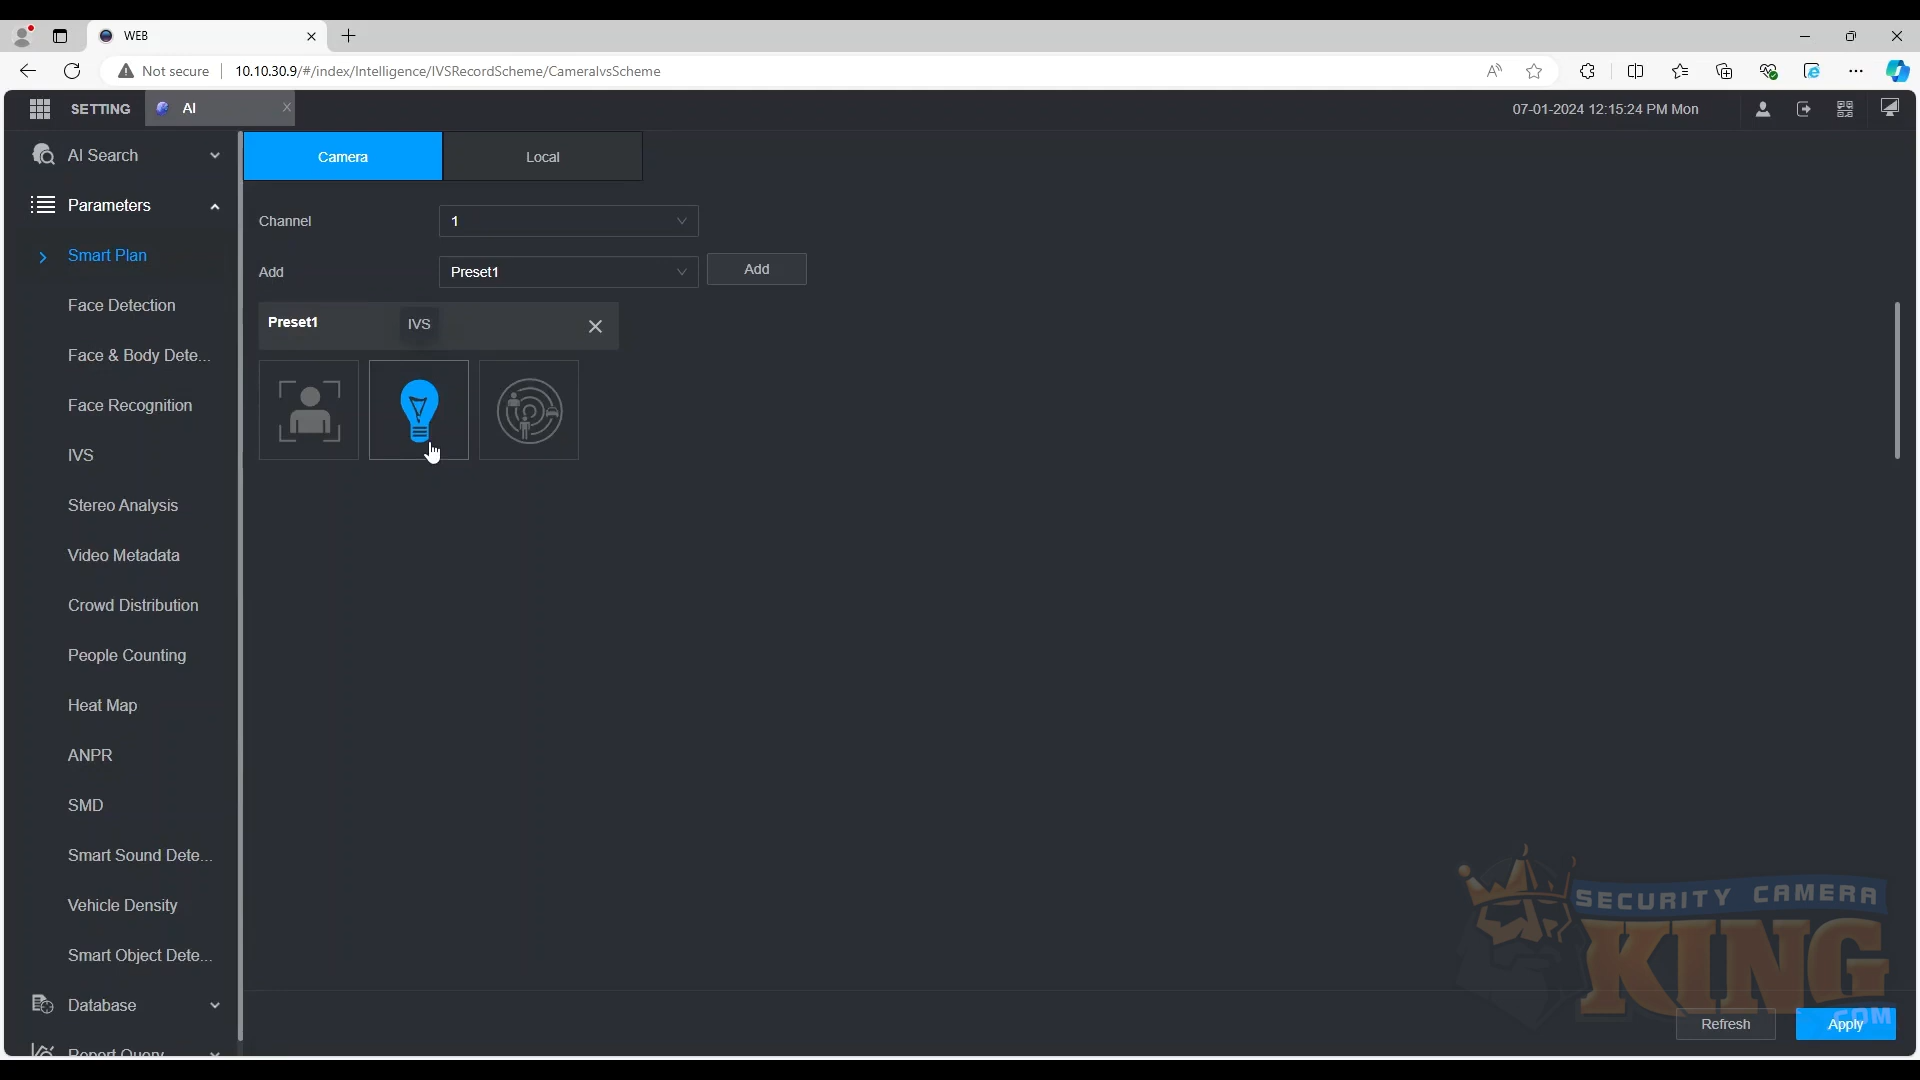 WEB
Not secure
10.10.30.9/#/index/Intelligence/IVSRecordScheme/CameraIvsScheme
SETTING
AI
07-01-2024 12:15:24 PM Mon
AI Search
Camera
Local
Parameters
Channel
1
Smart Plan
Add
Preset1
Add
Face Detection
Preset1
IVS
Face & Body Dete...
Face Recognition
IVS
Stereo Analysis
Video Metadata
Crowd Distribution
People Counting
Heat Map
ANPR
SMD
Smart Sound Dete...
Vehicle Density
Smart Object Dete...
SECURITY CAMERA
KING
.COM
Database
Refresh
Apply
Report Query